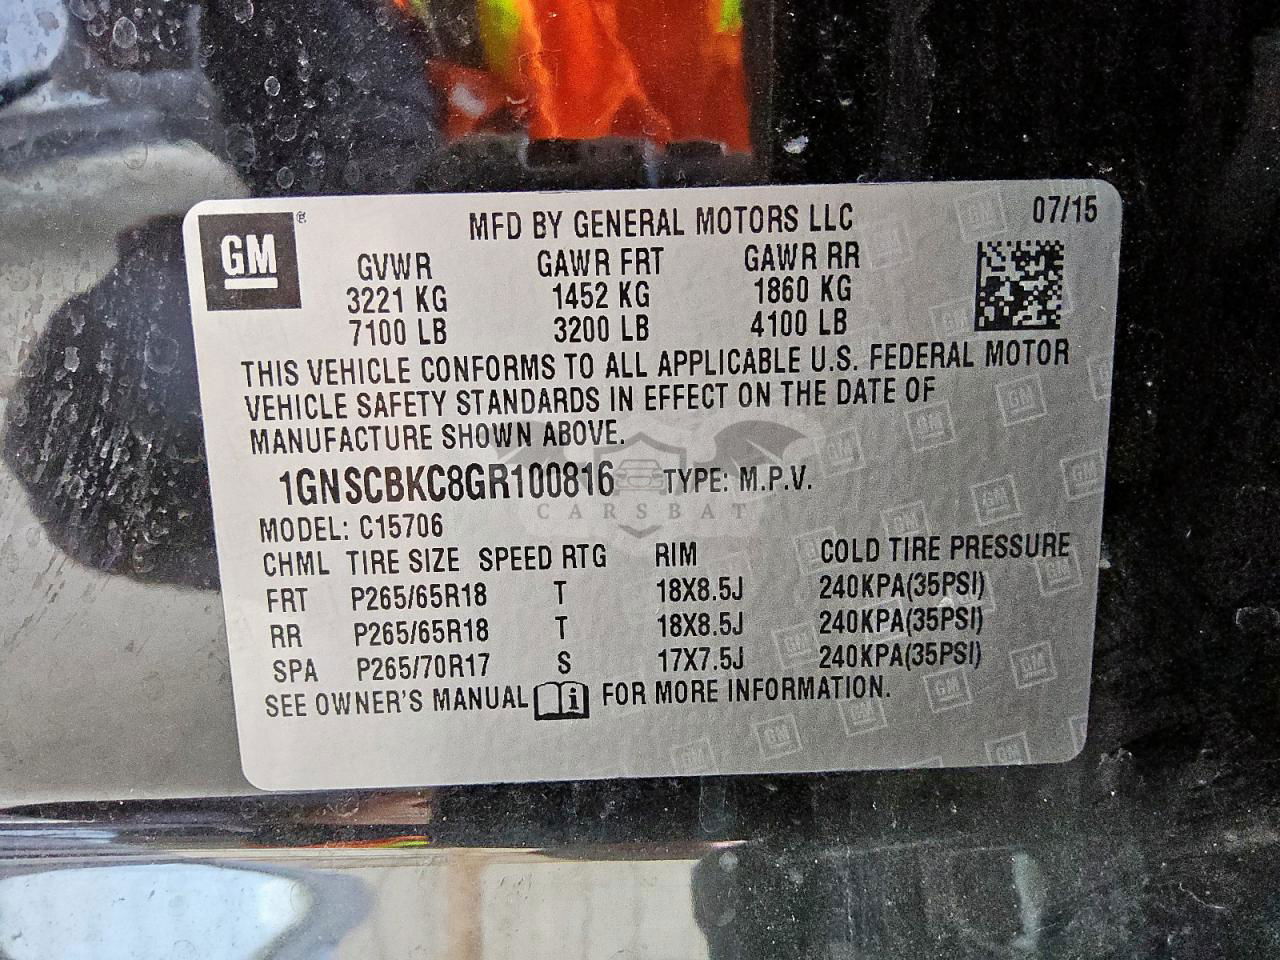 GM®
MFD BY GENERAL MOTORS LLC
07/15
GVWR GAWR FRT GAWR RR
3221 KG 1452 KG 1860 KG
7100 LB 3200 LB 4100 LB
THIS VEHICLE CONFORMS TO ALL APPLICABLE U.S. FEDERAL MOTOR
VEHICLE SAFETY STANDARDS IN EFFECT ON THE DATE OF
MANUFACTURE SHOWN ABOVE.
1GNSCBKC8GR100816 TYPE: M.P.V.
CARSBAT
MODEL: C15706
CHML TIRE SIZE SPEED RTG RIM COLD TIRE PRESSURE
FRT P265/65R18 T 18X8.5J 240KPA(35PSI)
RR P265/65R18 T 18X8.5J 240KPA(35PSI)
SPA P265/70R17 S 17X7.5J 240KPA(35PSI)
SEE OWNER'S MANUAL i FOR MORE INFORMATION.